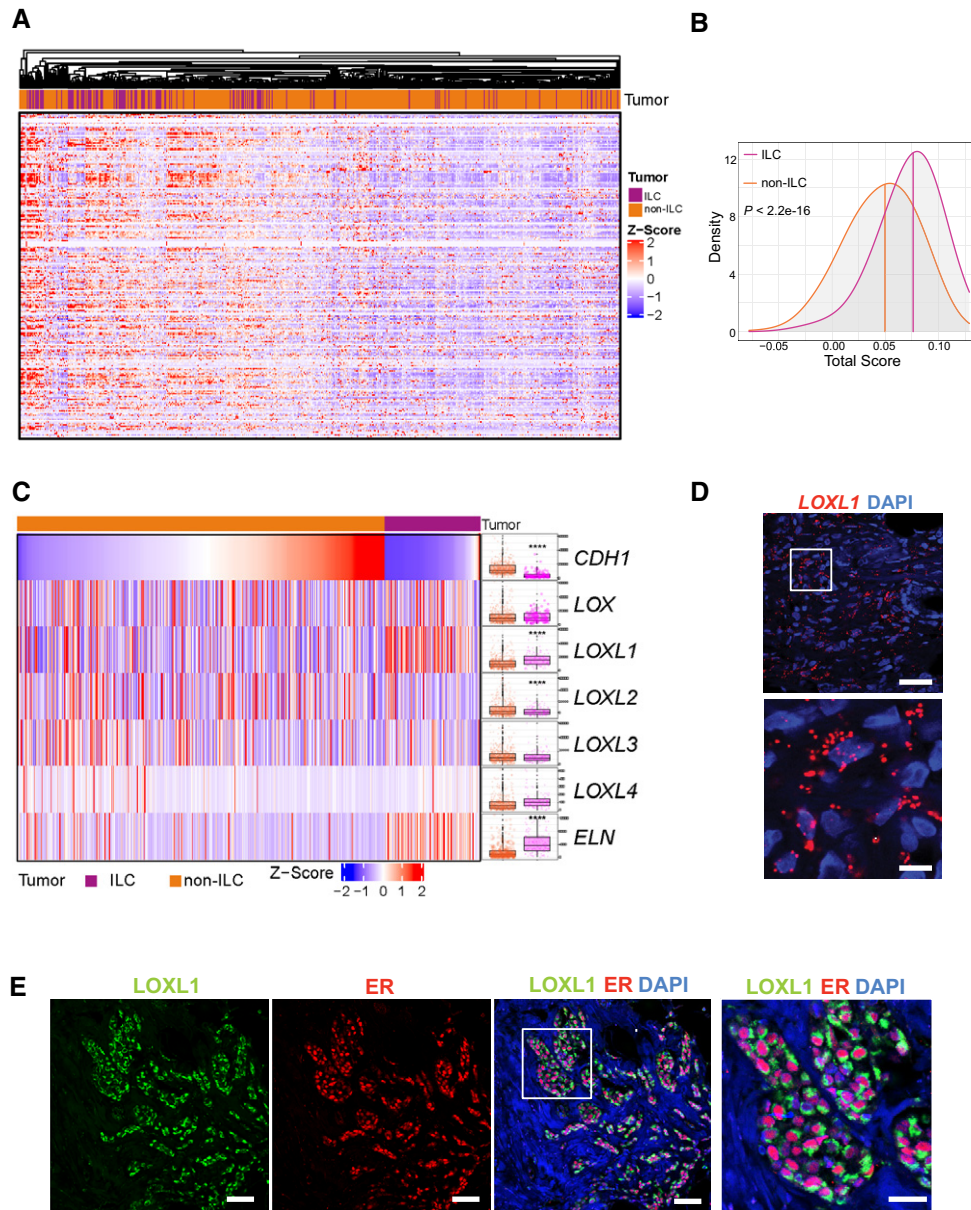 A
Tumor
Tumor
ILC
non-ILC
Z-Score
2
1
0
−1
−2
B
ILC
non-ILC
P < 2.2e-16
12
8
4
0
Density
−0.05
0.00
0.05
0.10
Total Score
C
Tumor
**** CDH1
LOX
**** LOXL1
**** LOXL2
LOXL3
LOXL4
**** ELN
Tumor ILC non-ILC Z−Score
−2 −1 0 1 2
D
LOXL1 DAPI
E
LOXL1
ER
LOXL1 ER DAPI
LOXL1 ER DAPI